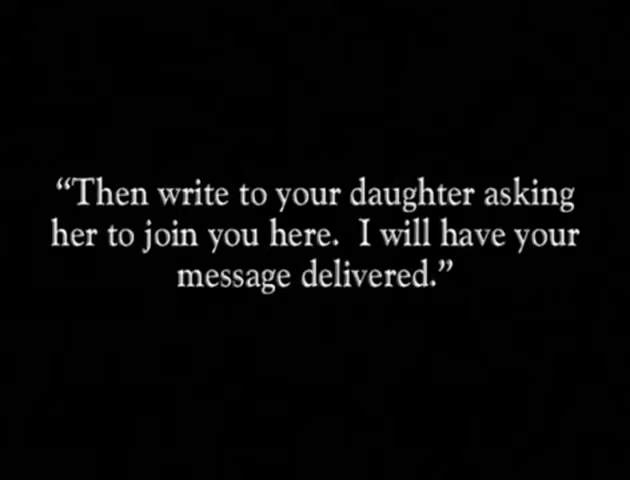 “Then write to your daughter asking
her to join you here.  I will have your
message delivered.”